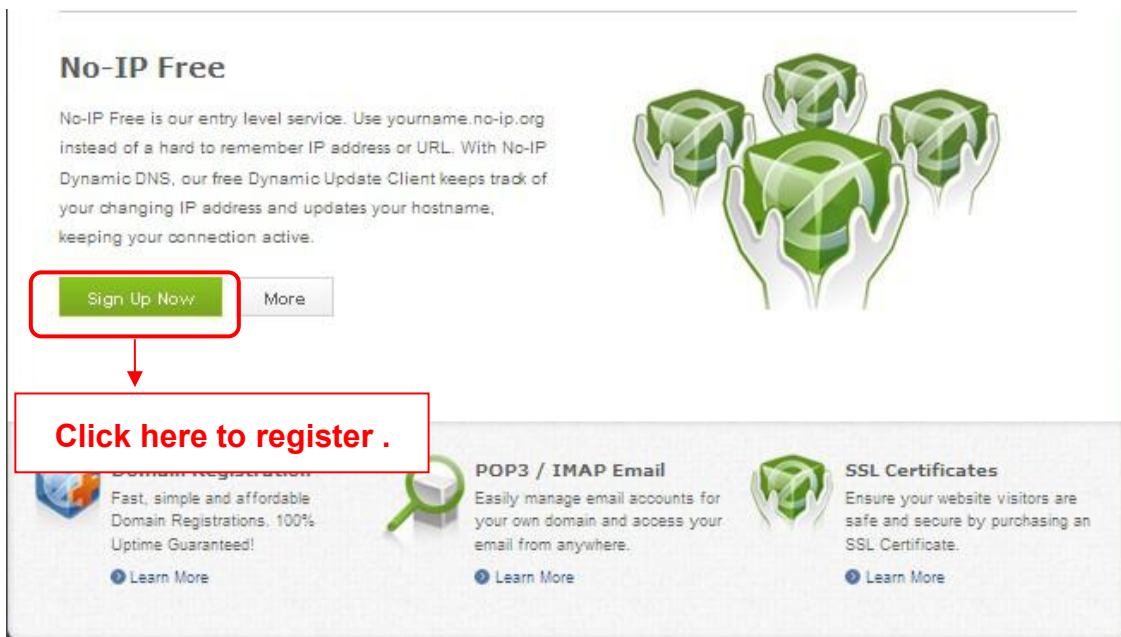 No-IP Free
No-IP Free is our entry level service. Use yourname.no-ip.org
instead of a hard to remember IP address or URL. With No-IP
Dynamic DNS, our free Dynamic Update Client keeps track of
your changing IP address and updates your hostname,
keeping your connection active.
Sign Up Now
More
Click here to register .
Domain Registration
Fast, simple and affordable
Domain Registrations. 100%
Uptime Guaranteed!
Learn More
POP3 / IMAP Email
Easily manage email accounts for
your own domain and access your
email from anywhere.
Learn More
SSL Certificates
Ensure your website visitors are
safe and secure by purchasing an
SSL Certificate.
Learn More